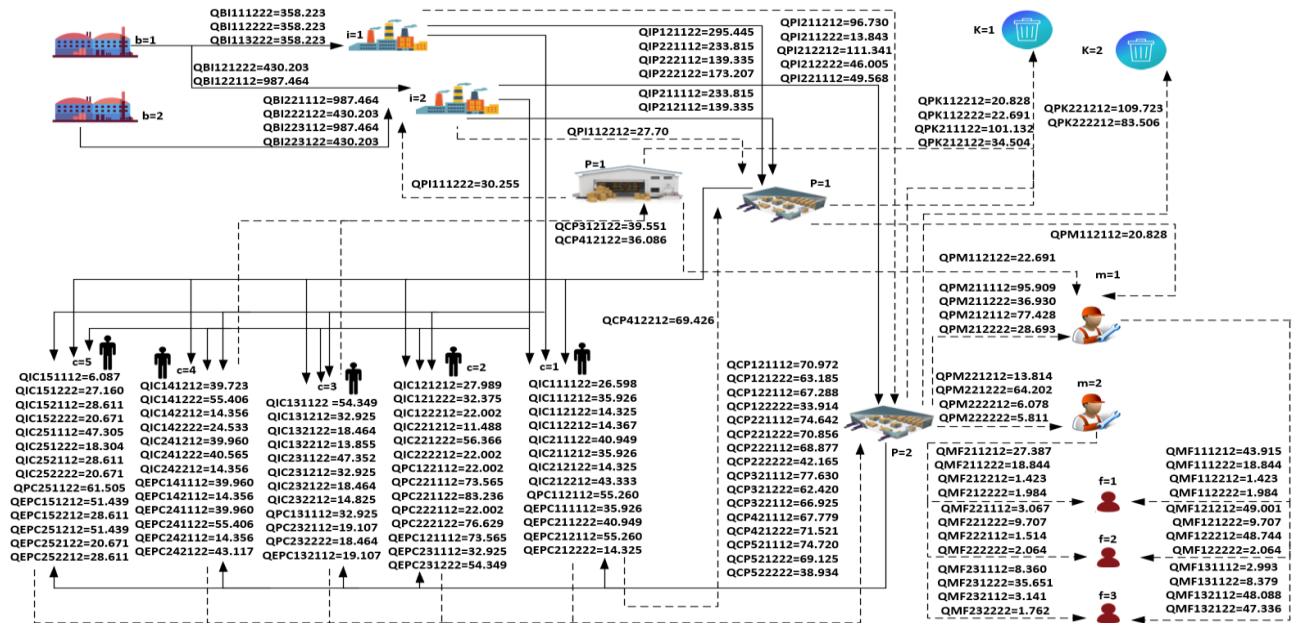 b=1
QBI111222=358.223
QBI112222=358.223
QBI113222=358.223
i=1
QBI121222=430.203
QBI122112=987.464
b=2
QBI221112=987.464
QBI222122=430.203
QBI223112=987.464
QBI223122=430.203
i=2
QIP121122=295.445
QIP221112=233.815
QIP222112=139.335
QIP222122=173.207
QIP211112=233.815
QIP212112=139.335
QPI211212=96.730
QPI211222=13.843
QPI212212=111.341
QPI212222=46.005
QPI221112=49.568
K=1
K=2
QPK112212=20.828
QPK112222=22.691
QPK211122=101.132
QPK212122=34.504
QPK221212=109.723
QPK222212=83.506
QPI112212=27.70
P=1
QPI111222=30.255
P=1
QCP312122=39.551
QCP412122=36.086
QPM112112=20.828
QPM112122=22.691
m=1
QPM211112=95.909
QPM211222=36.930
QPM212112=77.428
QPM212222=28.693
QCP412212=69.426
c=5
QIC151112=6.087
QIC151222=27.160
QIC152112=28.611
QIC152222=20.671
QIC251112=47.305
QIC251222=18.304
QIC252112=28.611
QIC252222=20.671
QPC251122=61.505
QEPC151212=51.439
QEPC152222=28.611
QEPC251212=51.439
QEPC252122=20.671
QEPC252212=28.611
c=4
QIC141212=39.723
QIC141222=55.406
QIC142212=14.356
QIC142222=24.533
QIC241212=39.960
QIC241222=40.565
QIC242212=14.356
QEPC141112=39.960
QEPC142112=14.356
QEPC241112=39.960
QEPC241122=55.406
QEPC242112=14.356
QEPC242122=43.117
c=3
QIC131122 =54.349
QIC131212=32.925
QIC132112=18.464
QIC132212=13.855
QIC231122=47.352
QIC231212=32.925
QIC232112=18.464
QIC232212=14.825
QPC131112=32.925
QPC232112=19.107
QPC232222=18.464
QEPC132112=19.107
c=2
QIC121212=27.989
QIC121222=32.375
QIC122212=22.002
QIC122222=11.488
QIC221222=56.366
QIC222222=22.002
QPC122112=22.002
QPC221112=73.565
QPC221222=83.236
QPC222112=22.002
QPC222122=76.629
QEPC121112=73.565
QEPC231112=32.925
QEPC231222=54.349
c=1
QIC111122=26.598
QIC111222=35.926
QIC112112=14.325
QIC112122=14.367
QIC211122=40.949
QIC211222=35.926
QIC212112=14.325
QIC212222=43.333
QPC112112=55.260
QEPC111112=35.926
QEPC211222=40.949
QEPC212112=55.260
QEPC212222=14.325
QCP121112=70.972
QCP121222=63.185
QCP122112=67.288
QCP122222=33.914
QCP221112=74.642
QCP221222=70.856
QCP222112=68.877
QCP222222=42.165
QCP321112=77.630
QCP321222=62.420
QCP322112=66.925
QCP421112=67.779
QCP421222=71.521
QCP521112=74.720
QCP521222=69.125
QCP522222=38.934
P=2
QPM221212=13.814
QPM221222=64.202
QPM222212=6.078
QPM222222=5.811
m=2
QMF211212=27.387
QMF211222=18.844
QMF212212=1.423
QMF212222=1.984
QMF221112=3.067
QMF221222=9.707
QMF222112=1.514
QMF222222=2.064
QMF231112=8.360
QMF231222=35.651
QMF232112=3.141
QMF232222=1.762
f=1
f=2
f=3
QMF111212=43.915
QMF111222=18.844
QMF112112=1.423
QMF112222=1.984
QMF121212=49.001
QMF121222=9.707
QMF122212=48.744
QMF122222=2.064
QMF131112=2.993
QMF131122=8.379
QMF132112=48.088
QMF132122=47.336